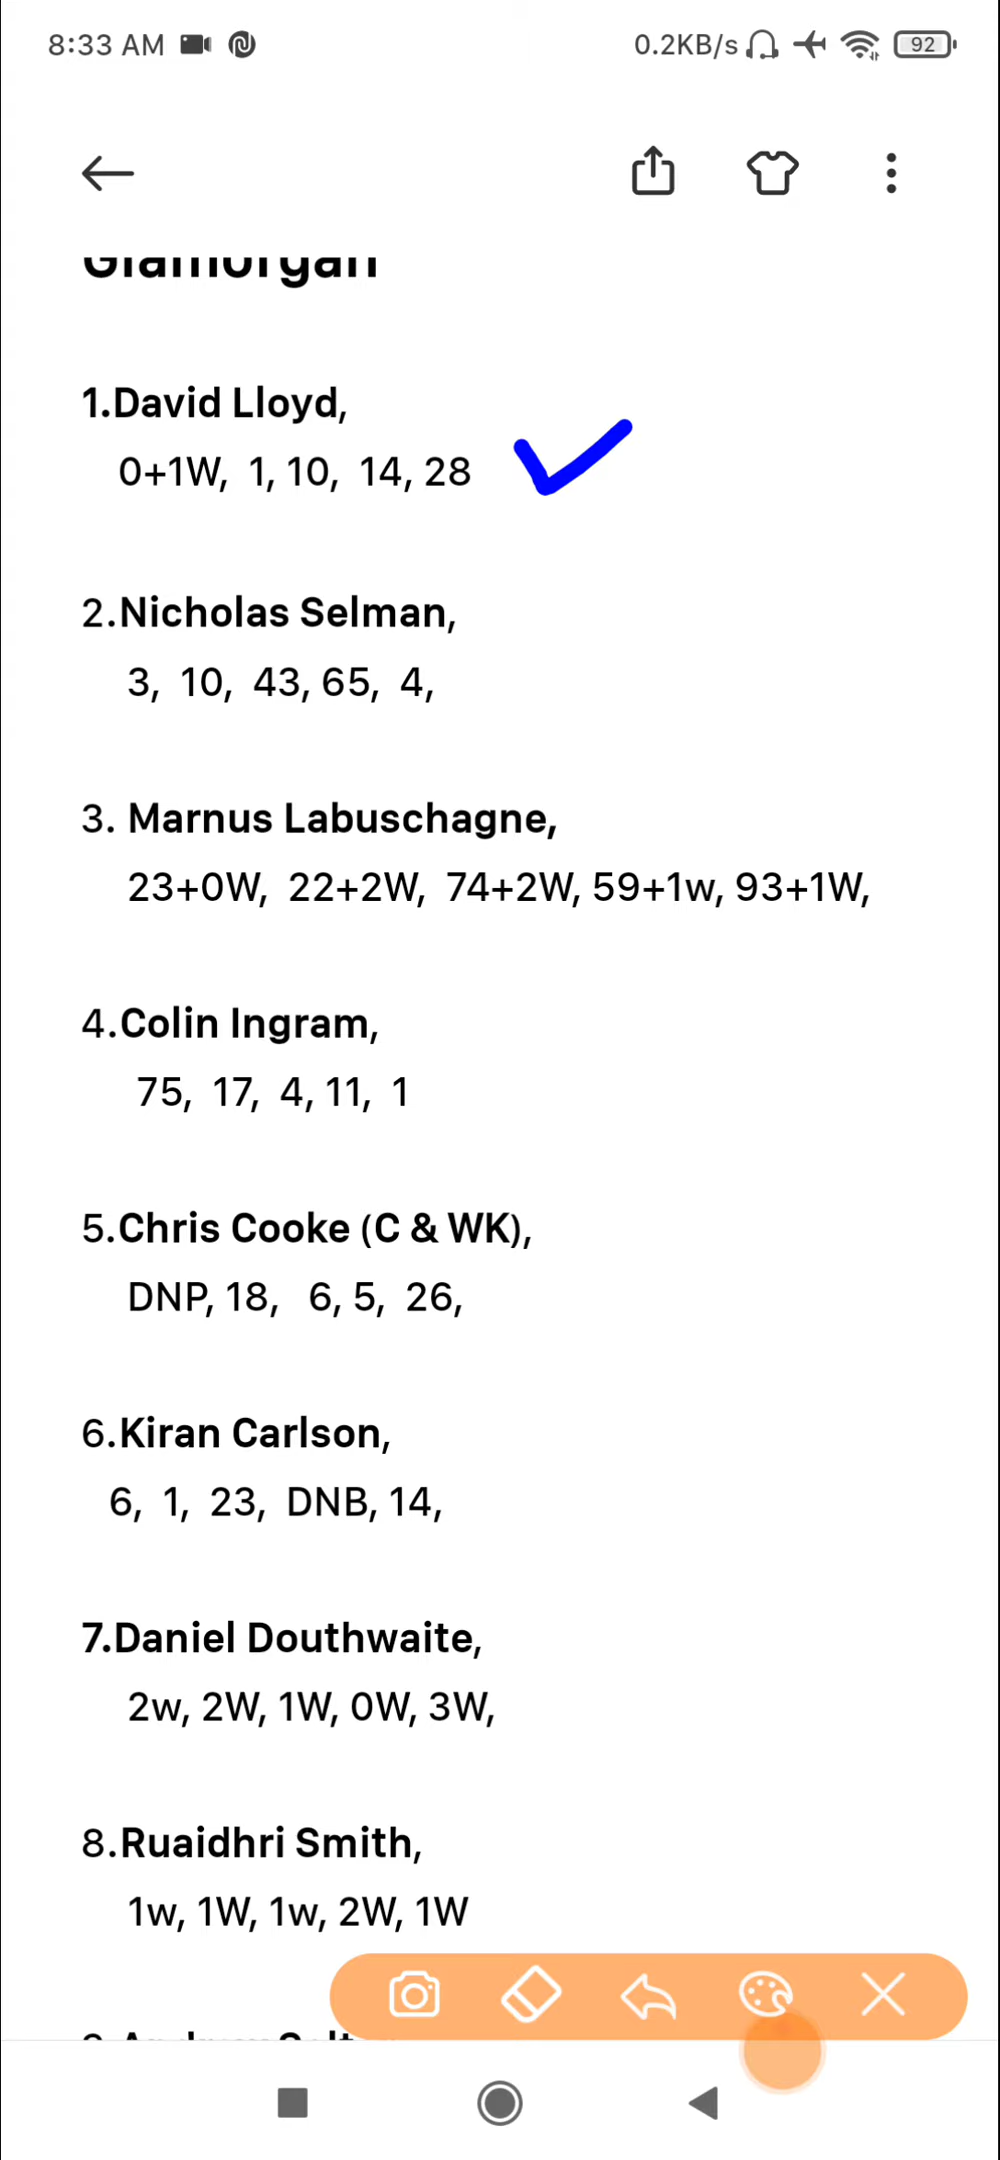 8:33 AM 0.2KB/s 92
Glamorgan
1.David Lloyd,
0+1W, 1, 10, 14, 28
2.Nicholas Selman,
3, 10, 43, 65, 4,
3. Marnus Labuschagne,
23+0W, 22+2W, 74+2W, 59+1w, 93+1W,
4.Colin Ingram,
75, 17, 4, 11, 1
5.Chris Cooke (C & WK),
DNP, 18, 6, 5, 26,
6.Kiran Carlson,
6, 1, 23, DNB, 14,
7.Daniel Douthwaite,
2w, 2W, 1W, 0W, 3W,
8.Ruaidhri Smith,
1w, 1W, 1w, 2W, 1W